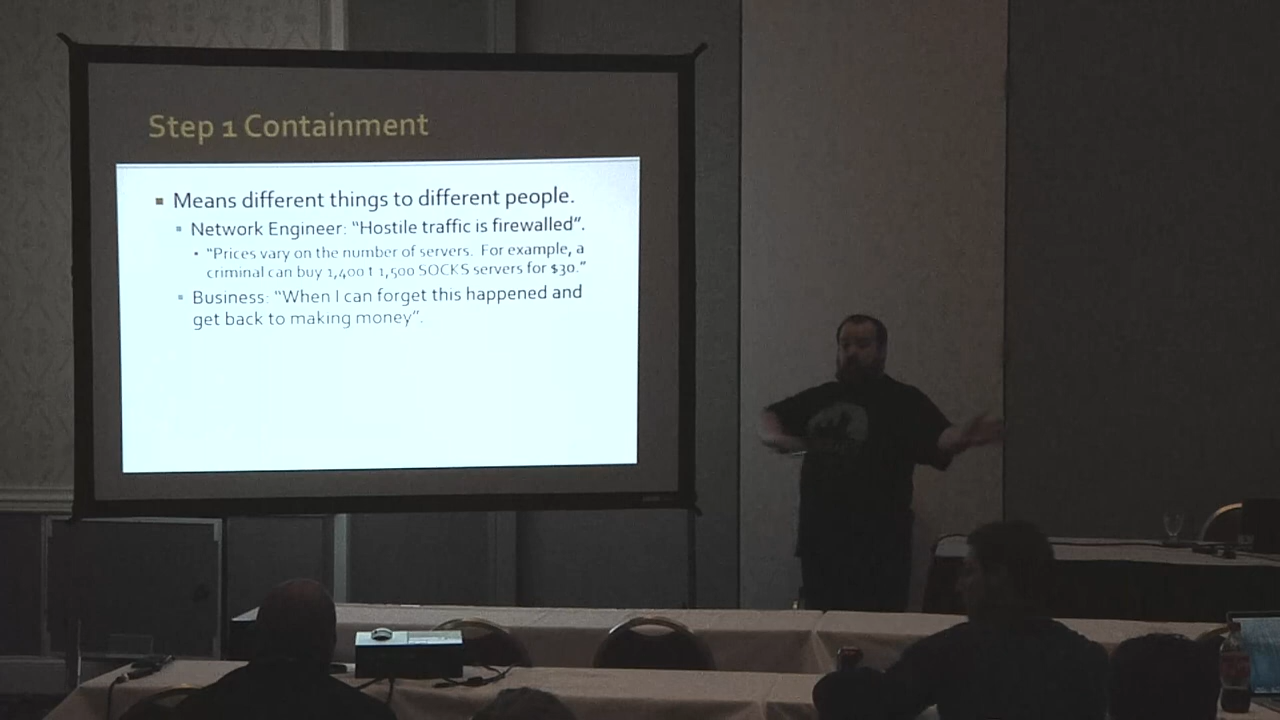 Step 1 Containment
Means different things to different people.
Network Engineer: “Hostile traffic is firewalled”.
“Prices vary on the number of servers.  For example, a
criminal can buy 1,400 t 1,500 SOCKS servers for $30.”
Business: “When I can forget this happened and
get back to making money”.